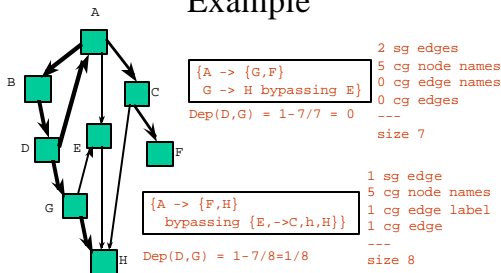 Example
A
B
C
D
E
F
G
H
{A -> {G,F}
G -> H bypassing E}
Dep(D,G) = 1-7/7 = 0
2 sg edges
5 cg node names
0 cg edge names
0 cg edges
---
size 7
{A -> {F,H}
bypassing {E,->C,h,H}}
Dep(D,G) = 1-7/8=1/8
1 sg edge
5 cg node names
1 cg edge label
1 cg edge
---
size 8